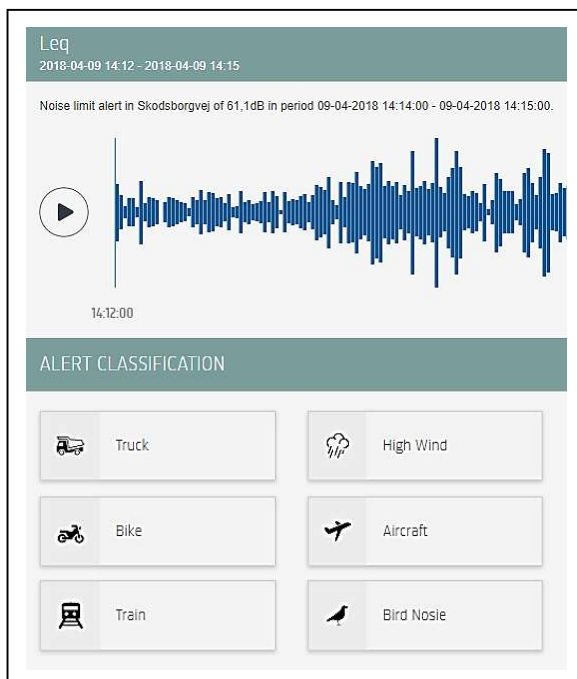 Leq
2018-04-09 14:12 - 2018-04-09 14:15
Noise limit alert in Skodsborgvej of 61,1dB in period 09-04-2018 14:14:00 - 09-04-2018 14:15:00.
14:12:00
ALERT CLASSIFICATION
Truck
High Wind
Bike
Aircraft
Train
Bird Nosie